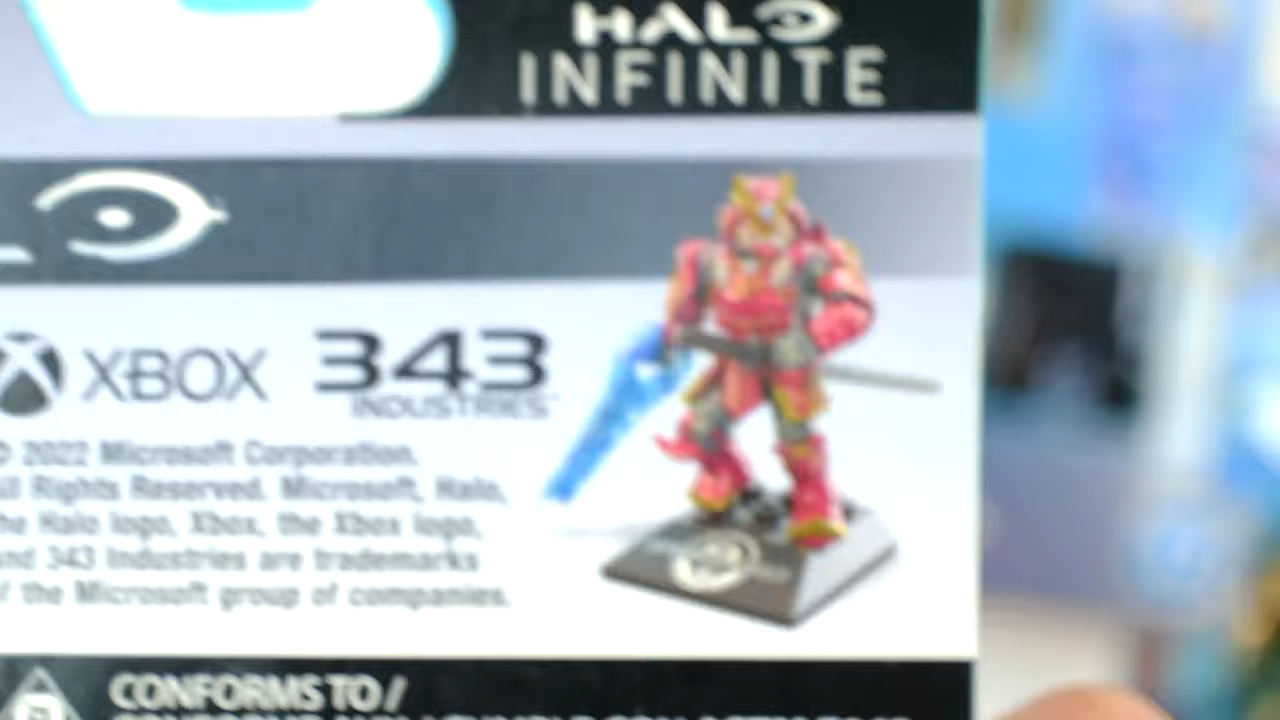 HALO
INFINITE
XBOX 343
INDUSTRIES
© 2022 Microsoft Corporation.
Rights Reserved. Microsoft, Halo,
Halo logo, Xbox, the Xbox logo,
343 Industries are trademarks
the Microsoft group of companies.
CONFORMS TO /